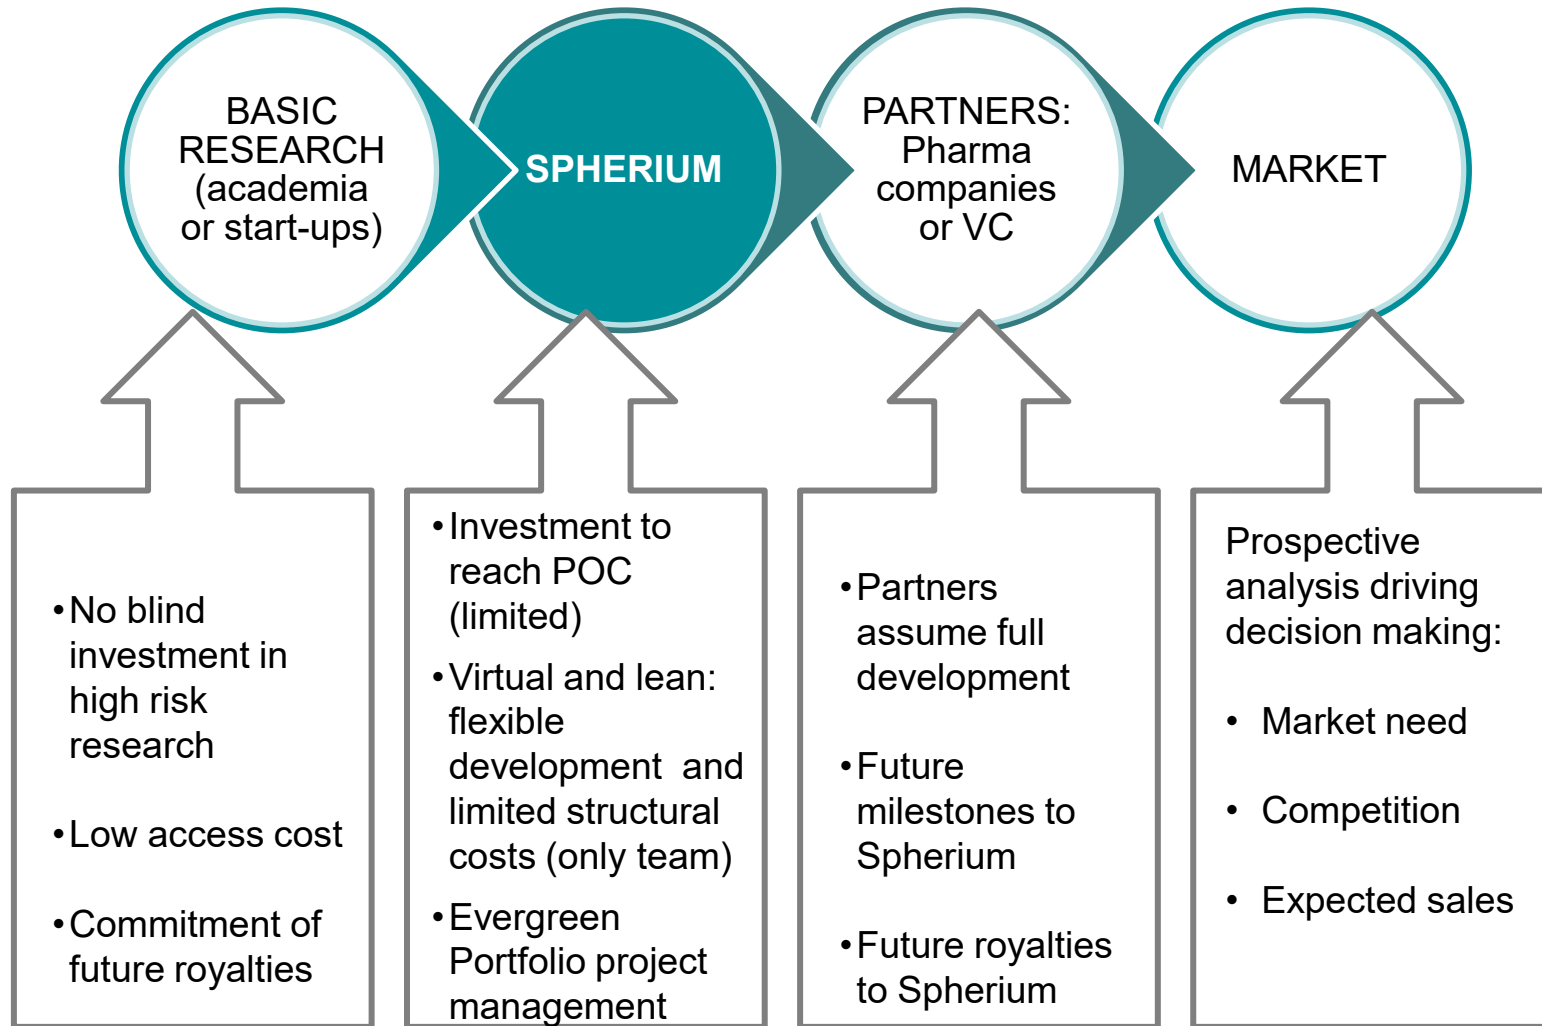 BASIC
RESEARCH
(academia
or start-ups)
SPHERIUM
PARTNERS:
Pharma
companies
or VC
MARKET
•No blind
investment in
high risk
research
•Low access cost
•Commitment of
future royalties
•Investment to
reach POC
(limited)
•Virtual and lean:
flexible
development and
limited structural
costs (only team)
•Evergreen
Portfolio project
management
•Partners
assume full
development
•Future
milestones to
Spherium
•Future royalties
to Spherium
Prospective
analysis driving
decision making:
• Market need
• Competition
• Expected sales